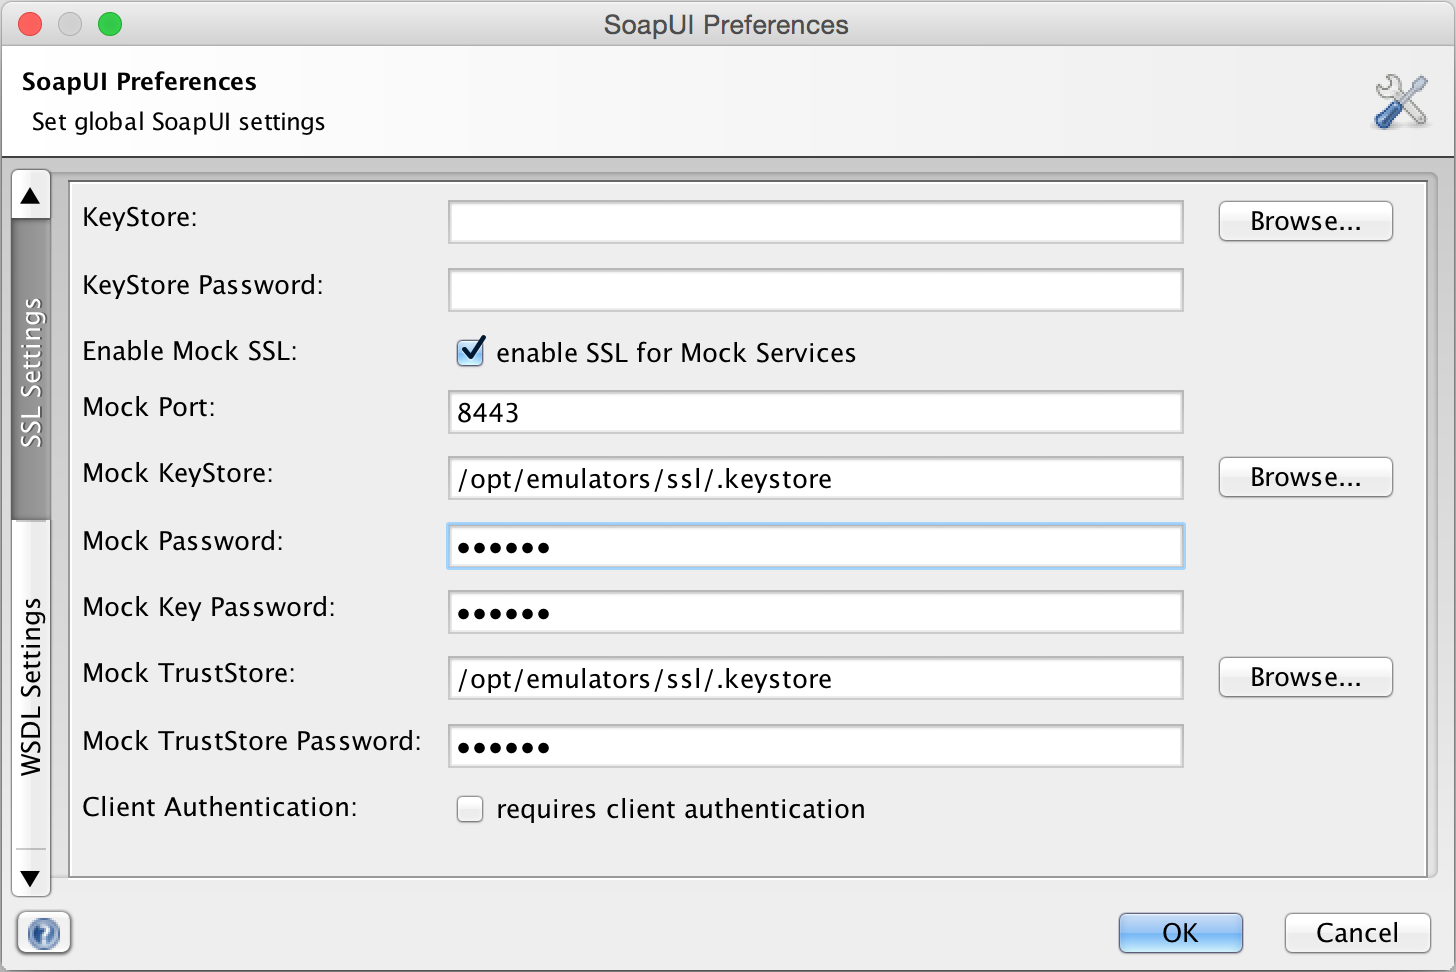 SoapUI Preferences
SoapUI Preferences
Set global SoapUI settings
SSL Settings
WSDL Settings
KeyStore:
Browse...
KeyStore Password:
Enable Mock SSL: enable SSL for Mock Services
Mock Port: 8443
Mock KeyStore: /opt/emulators/ssl/.keystore Browse...
Mock Password: ••••••
Mock Key Password: ••••••
Mock TrustStore: /opt/emulators/ssl/.keystore Browse...
Mock TrustStore Password: ••••••
Client Authentication: requires client authentication
?
OK
Cancel